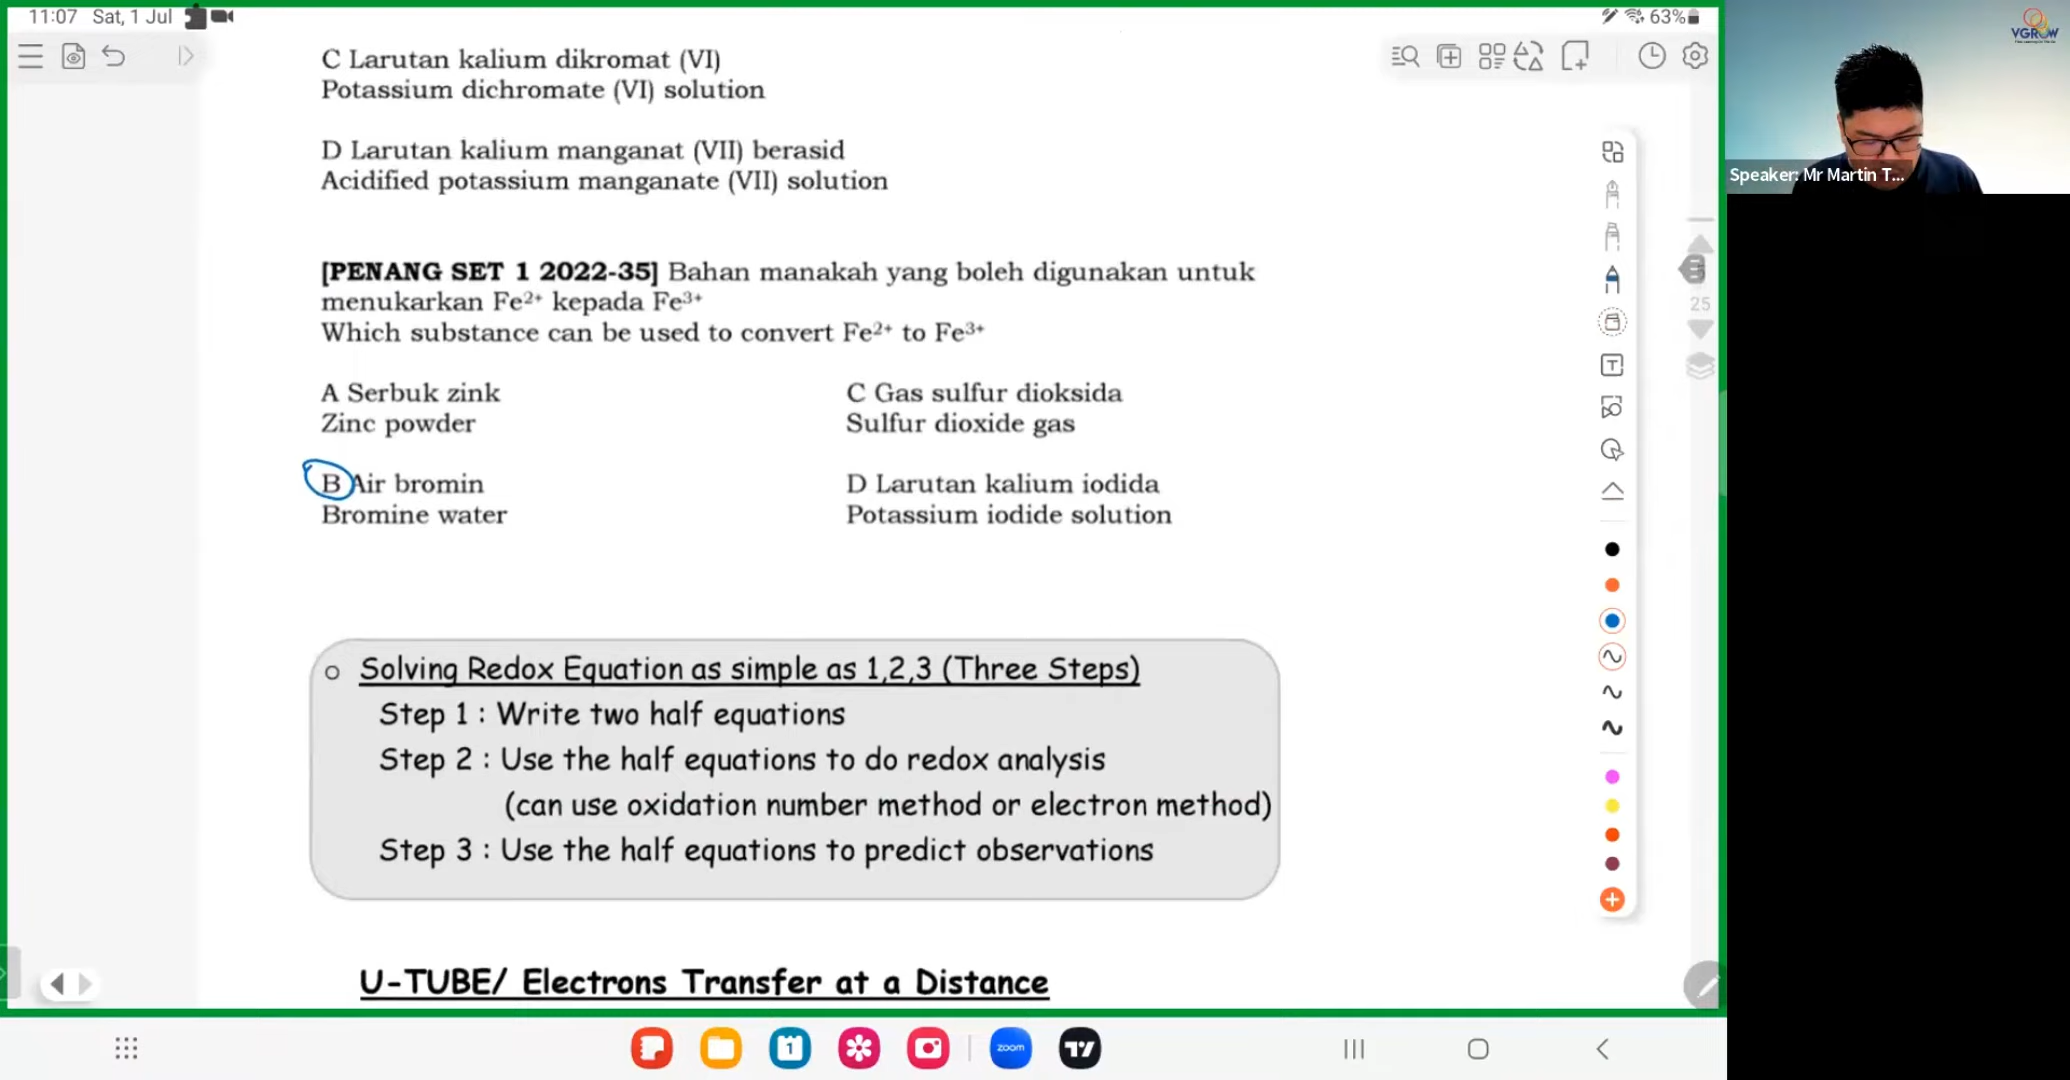 11:07 Sat, 1 Jul
63%
C Larutan kalium dikromat (VI)
Potassium dichromate (VI) solution
D Larutan kalium manganat (VII) berasid
Acidified potassium manganate (VII) solution
[PENANG SET 1 2022-35] Bahan manakah yang boleh digunakan untuk
menukarkan Fe²⁺ kepada Fe³⁺
Which substance can be used to convert Fe²⁺ to Fe³⁺
A Serbuk zink
Zinc powder
B Air bromin
Bromine water
C Gas sulfur dioksida
Sulfur dioxide gas
D Larutan kalium iodida
Potassium iodide solution
o Solving Redox Equation as simple as 1,2,3 (Three Steps)
Step 1 : Write two half equations
Step 2 : Use the half equations to do redox analysis
(can use oxidation number method or electron method)
Step 3 : Use the half equations to predict observations
U-TUBE/ Electrons Transfer at a Distance
25
VGROW
Speaker: Mr Martin T...
1
zoom